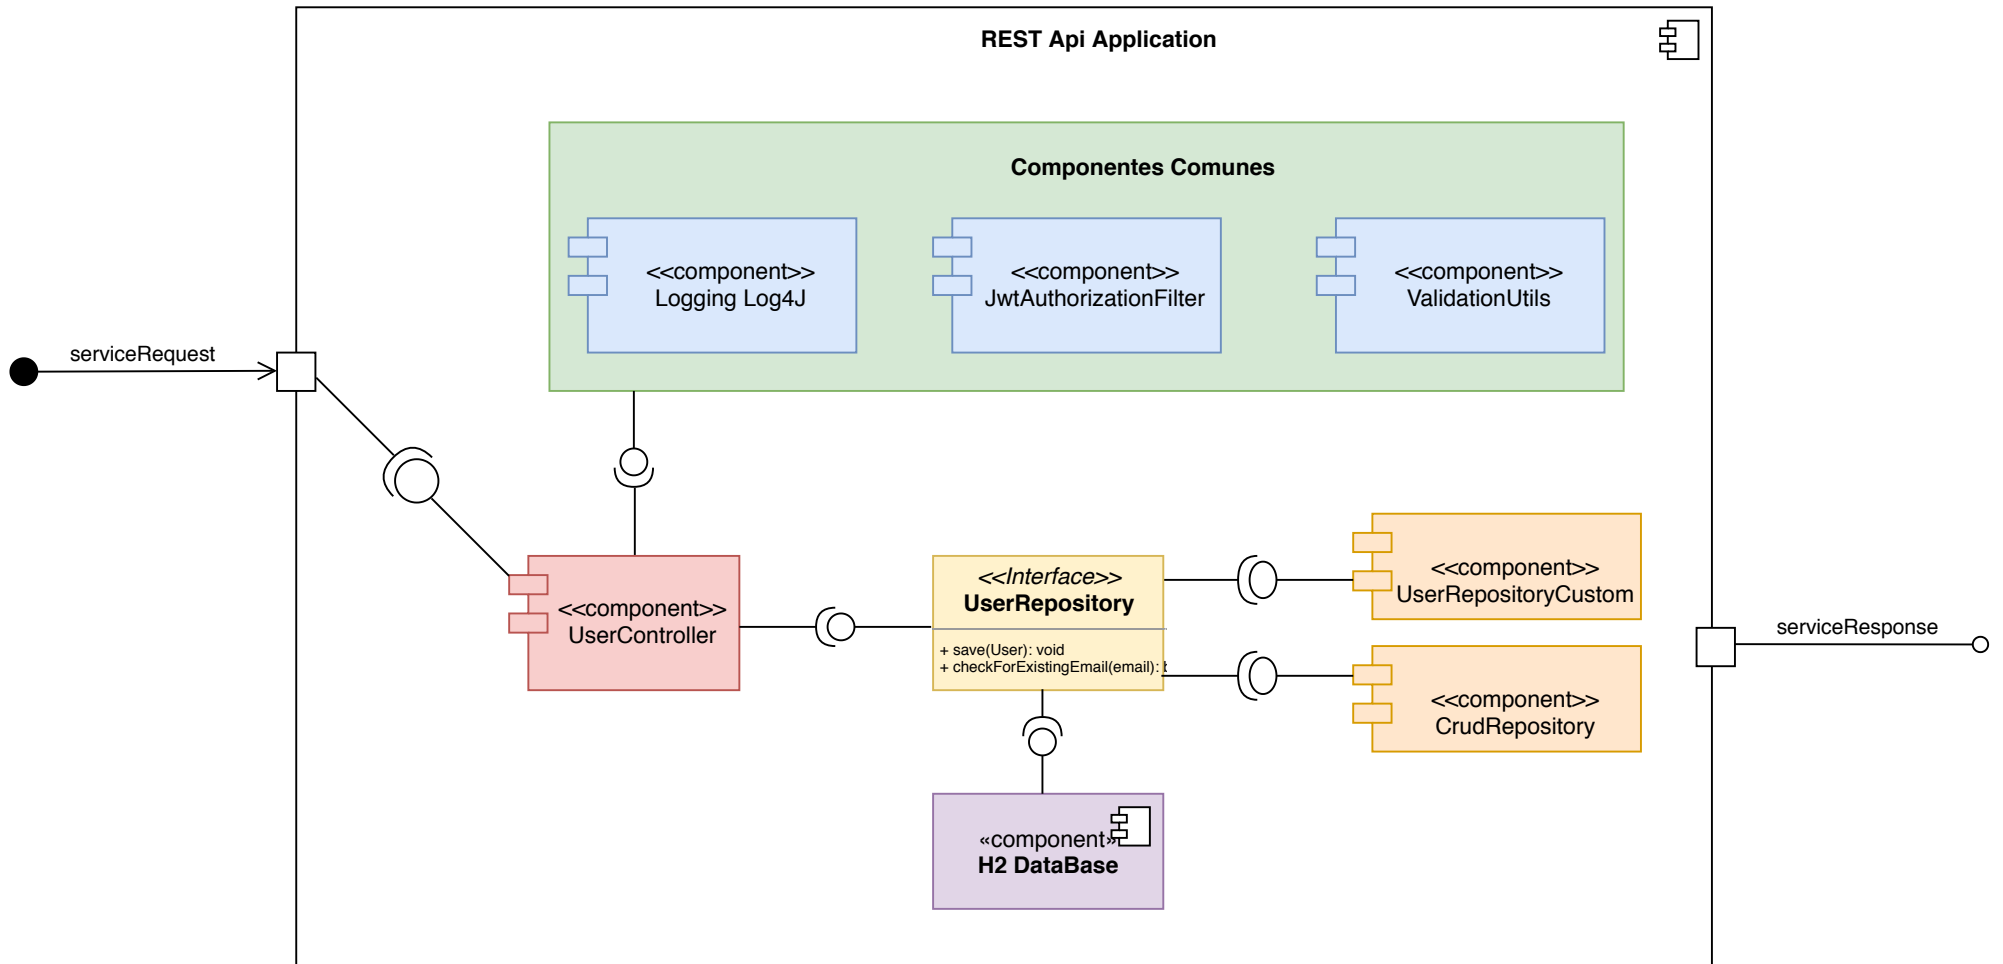 REST Api Application
Componentes Comunes
<<component>>
Logging Log4J
<<component>>
JwtAuthorizationFilter
<<component>>
ValidationUtils
serviceRequest
<<component>>
UserController
<<Interface>>
UserRepository
+ save(User): void
+ checkForExistingEmail(email):
<<component>>
UserRepositoryCustom
<<component>>
CrudRepository
serviceResponse
«component»
H2 DataBase